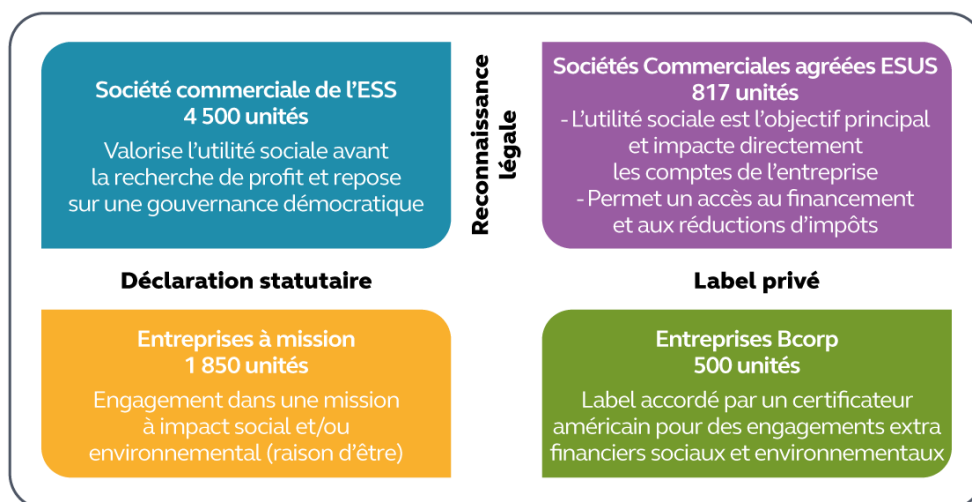 Société commerciale de l’ESS
4 500 unités
Valorise l’utilité sociale avant
la recherche de profit et repose
sur une gouvernance démocratique
Reconnaissance
légale
Sociétés Commerciales agréées ESUS
817 unités
- L’utilité sociale est l’objectif principal
et impacte directement
les comptes de l’entreprise
- Permet un accès au financement
et aux réductions d’impôts
Déclaration statutaire
Label privé
Entreprises à mission
1 850 unités
Engagement dans une mission
à impact social et/ou
environnemental (raison d’être)
Entreprises Bcorp
500 unités
Label accordé par un certificateur
américain pour des engagements extra
financiers sociaux et environnementaux